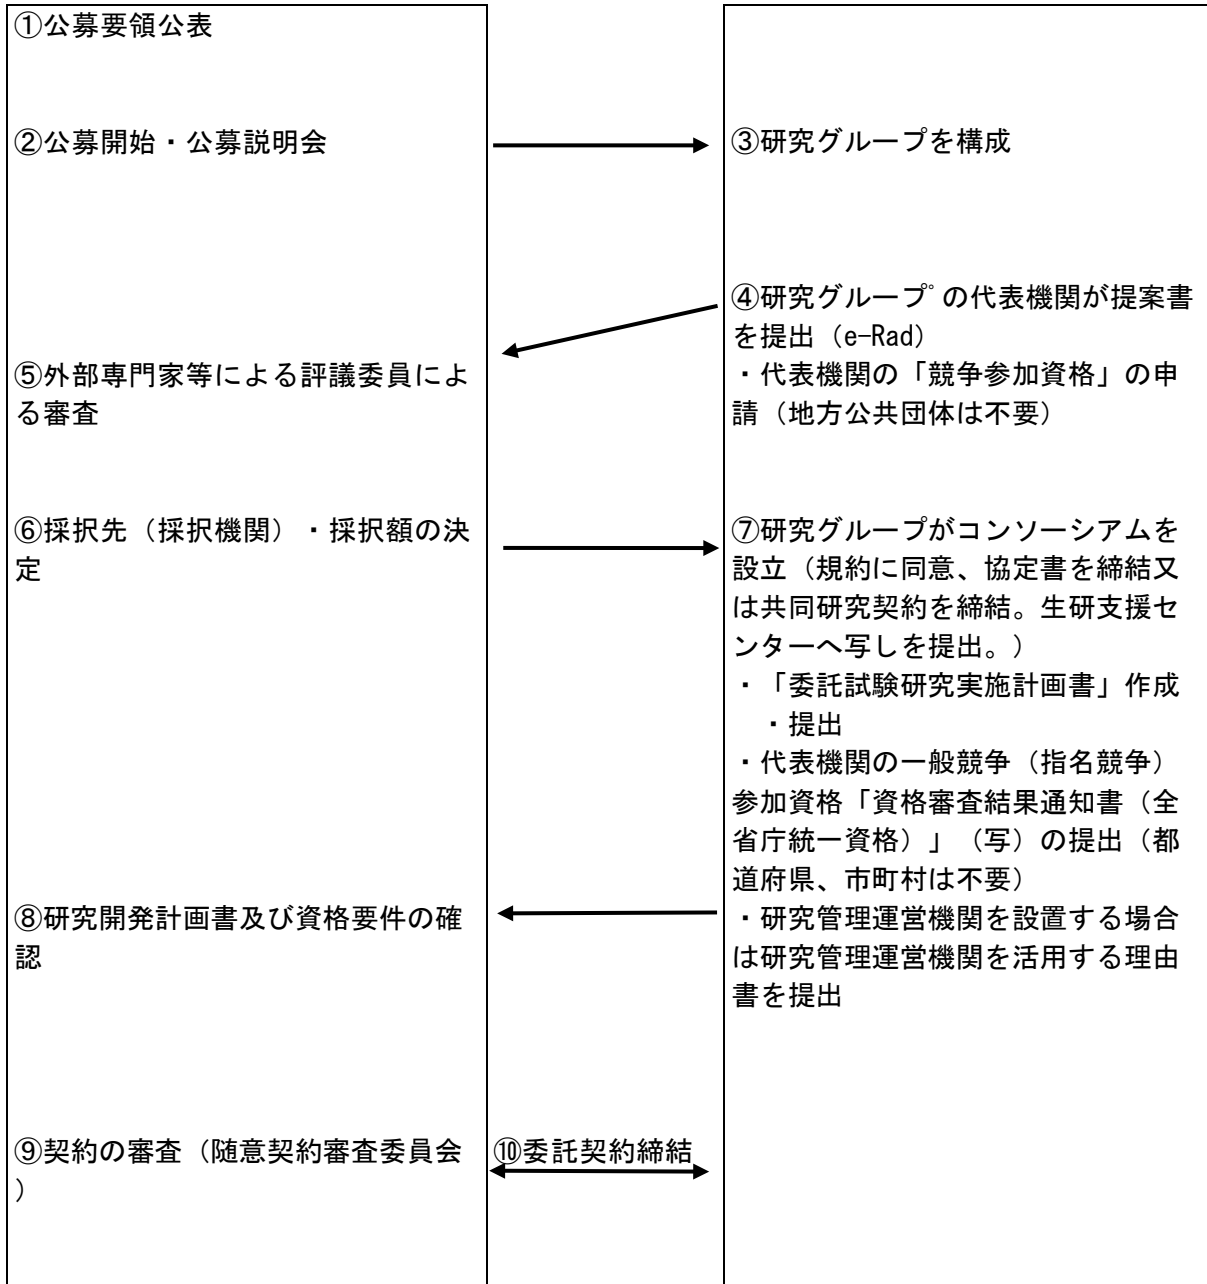 ①公募要領公表
②公募開始・公募説明会
③研究グループを構成
④研究グループ゚の代表機関が提案書
を提出（e-Rad）
・代表機関の「競争参加資格」の申
請（地方公共団体は不要）
⑤外部専門家等による評議委員によ
る審査
⑥採択先（採択機関）・採択額の決
定
⑦研究グループがコンソーシアムを
設立（規約に同意、協定書を締結又
は共同研究契約を締結。生研支援セ
ンターへ写しを提出。）
・「委託試験研究実施計画書」作成
・提出
・代表機関の一般競争（指名競争）
参加資格「資格審査結果通知書（全
省庁統一資格）」（写）の提出（都
道府県、市町村は不要）
・研究管理運営機関を設置する場合
は研究管理運営機関を活用する理由
書を提出
⑧研究開発計画書及び資格要件の確
認
⑨契約の審査（随意契約審査委員会
）
⑩委託契約締結